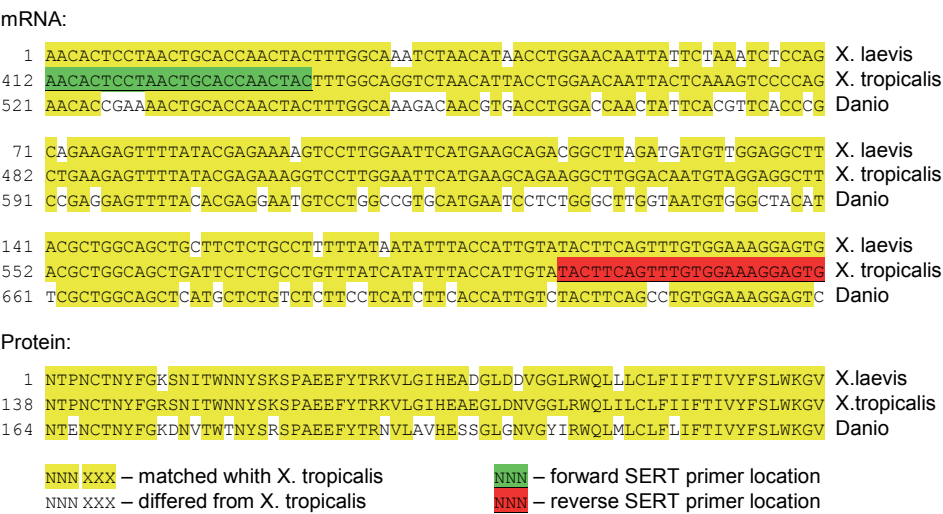 mRNA:
1 AACACTCCTAACTGCACCAACTACTTTGGCAAATCTAACATAACCTGGAACAATTATTCTAAATCTCCAG X. laevis
412 AACACTCCTAACTGCACCAACTACTTTGGCAGGTCTAACATTACCTGGAACAATTACTCAAAGTCCCCAG X. tropicalis
521 AACACCGAAAACTGCACCAACTACTTTGGCAAAGACAACGTGACCTGGACCAACTATTCACGTTCACCCG Danio
71 CAGAAGAGTTTTATACGAGAAAAGTCCTTGGAATTCATGAAGCAGACGGCTTAGATGATGTTGGAGGCTT X. laevis
482 CTGAAGAGTTTTATACGAGAAAGGTCCTTGGAATTCATGAAGCAGAAGGCTTGGACAATGTAGGAGGCTT X. tropicalis
591 CCGAGGAGTTTTACACGAGGAATGTCCTGGCCGTGCATGAATCCTCTGGGCTTGGTAATGTGGGCTACAT Danio
141 ACGCTGGCAGCTGCTTCTCTGCCTTTTTATAATATTTACCATTGTATACTTCAGTTTGTGGAAAGGAGTG X. laevis
552 ACGCTGGCAGCTGATTCTCTGCCTGTTTATCATATTTACCATTGTATACTTCAGTTTGTGGAAAGGAGTG X. tropicalis
661 TCGCTGGCAGCTCATGCTCTGTCTCTTCCTCATCTTCACCATTGTCTACTTCAGCCTGTGGAAAGGAGTC Danio
Protein:
1 NTPNCTNYFGKSNITWNNYSKSPAEEFYTRKVLGIHEADGLDDVGGLRWQLLLCLFIIFTIVYFSLWKGV X.laevis
138 NTPNCTNYFGRSNITWNNYSKSPAEEFYTRKVLGIHEAEGLDNVGGLRWQLILCLFIIFTIVYFSLWKGV X.tropicalis
164 NTENCTNYFGKDNVTWTNYSRSPAEEFYTRNVLAVHESSGLGNVGYIRWQLMLCLFLIFTIVYFSLWKGV Danio
NNN XXX – matched whith X. tropicalis NNN – forward SERT primer location
NNN XXX – differed from X. tropicalis NNN – reverse SERT primer location